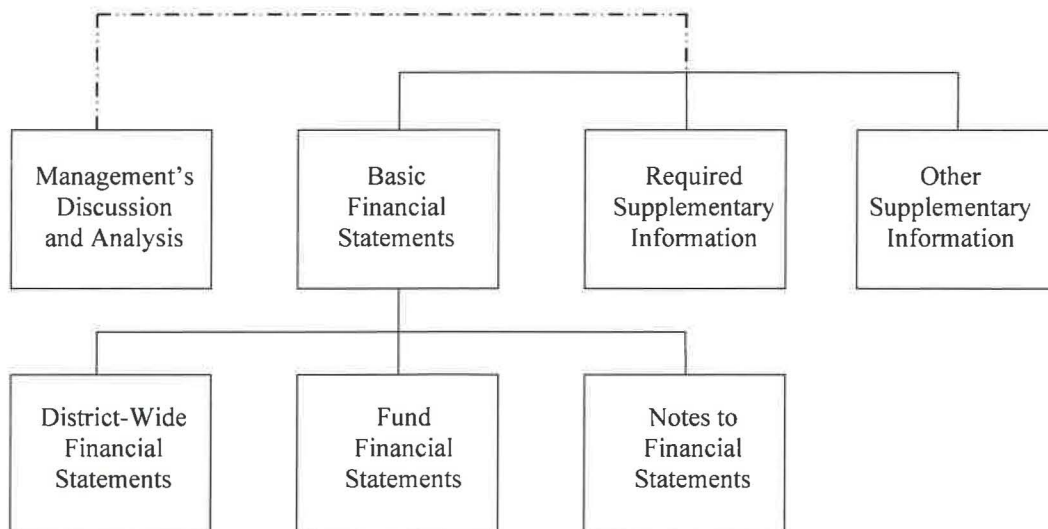 Management's
Discussion
and Analysis
Basic
Financial
Statements
Required
Supplementary
Information
Other
Supplementary
Information
District-Wide
Financial
Statements
Fund
Financial
Statements
Notes to
Financial
Statements